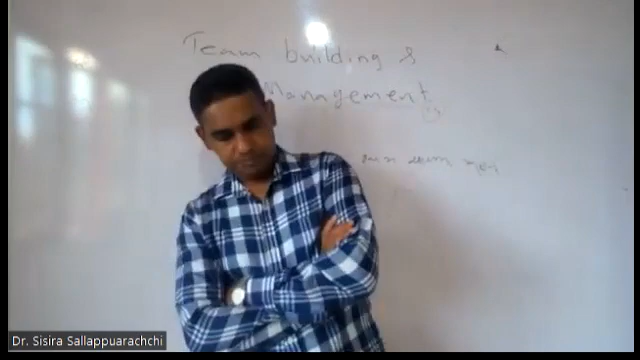 Team building &
Management
Dr. Sisira Sallappuarachchi